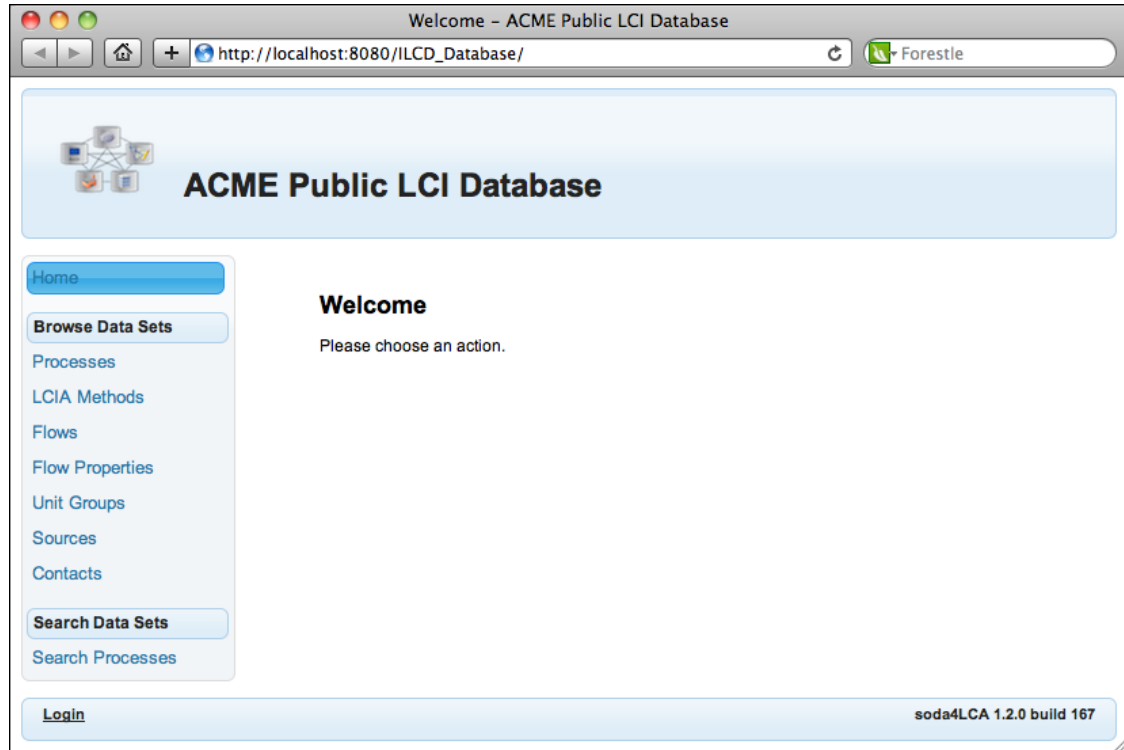 Welcome – ACME Public LCI Database
http://localhost:8080/ILCD_Database/
Forestle
ACME Public LCI Database
Home
Browse Data Sets
Processes
LCIA Methods
Flows
Flow Properties
Unit Groups
Sources
Contacts
Search Data Sets
Search Processes
Welcome
Please choose an action.
Login
soda4LCA 1.2.0 build 167